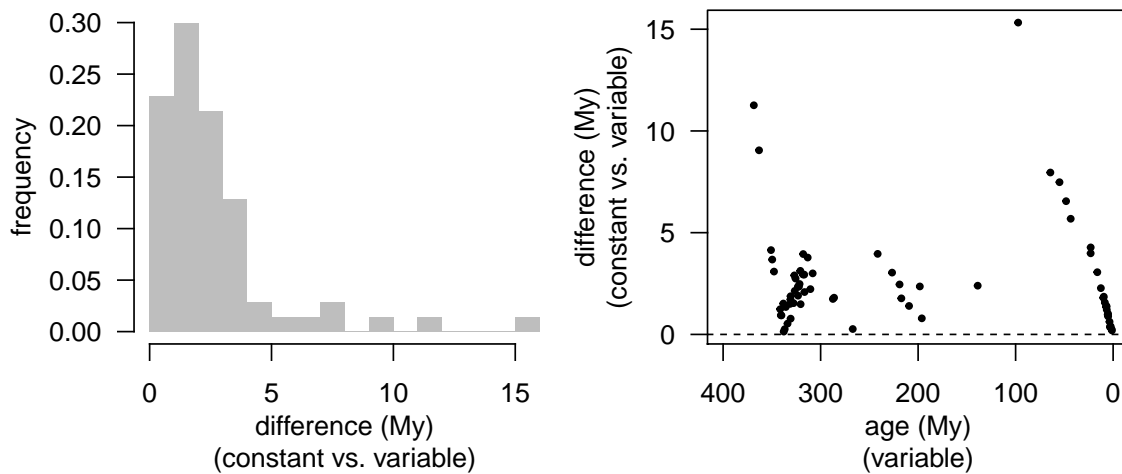 frequency
0.30
0.25
0.20
0.15
0.10
0.05
0.00
0 5 10 15
difference (My)
(constant vs. variable)
difference (My)
(constant vs. variable)
15
10
5
0
400 300 200 100 0
age (My)
(variable)